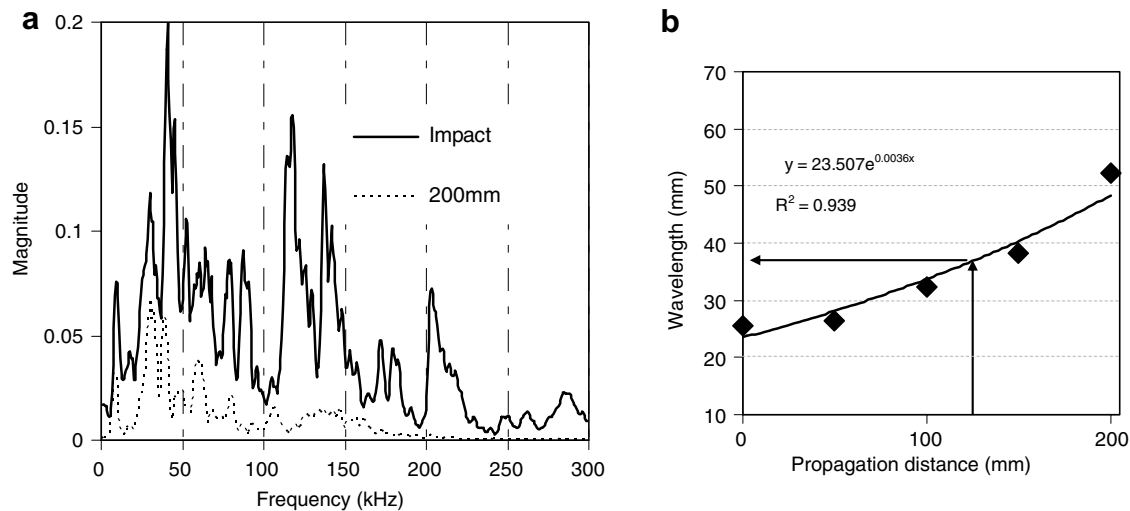 a
0.2
0.15
0.1
0.05
0
Magnitude
Impact
200mm
0 50 100 150 200 250 300
Frequency (kHz)
b
70
60
50
40
30
20
10
Wavelength (mm)
y = 23.507e^0.0036x
R² = 0.939
0 100 200
Propagation distance (mm)